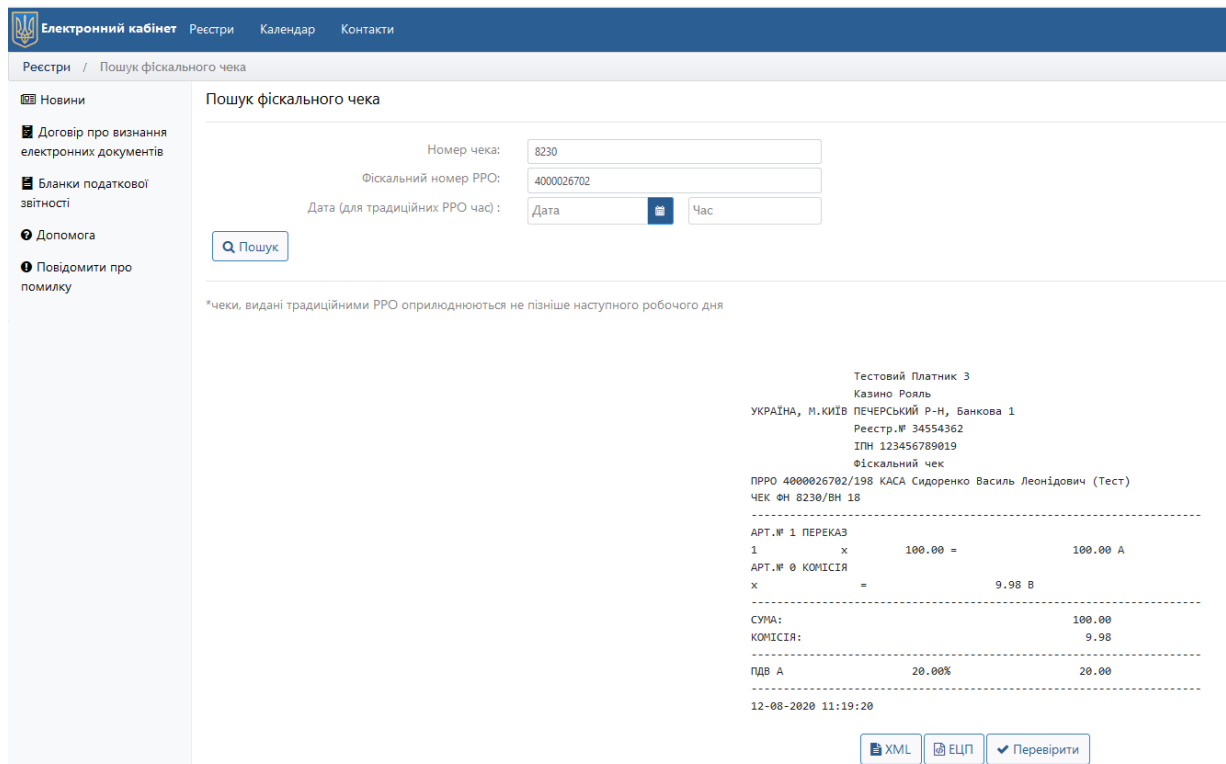 Електронний кабінет Реєстри Календар Контакти
Реєстри / Пошук фіскального чека
Новини
Договір про визнання
електронних документів
Бланки податкової
звітності
Допомога
Повідомити про
помилку
Пошук фіскального чека
Номер чека: 8230
Фіскальний номер РРО: 4000026702
Дата (для традиційних РРО час) : Дата Час
Пошук
*чеки, видані традиційними РРО оприлюднюються не пізніше наступного робочого дня
Тестовий Платник 3
Казино Рояль
УКРАЇНА, М.КИЇВ ПЕЧЕРСЬКИЙ Р-Н, Банкова 1
Реєстр.№ 34554362
ІПН 123456789019
Фіскальний чек
ПРРО 4000026702/198 КАСА Сидоренко Василь Леонідович (Тест)
ЧЕК ФН 8230/ВН 18
----------------------------------------------------------------------
АРТ.№ 1 ПЕРЕКАЗ
1 x 100.00 = 100.00 А
АРТ.№ 0 КОМІСІЯ
x = 9.98 В
----------------------------------------------------------------------
СУМА: 100.00
КОМІСІЯ: 9.98
----------------------------------------------------------------------
ПДВ А 20.00% 20.00
----------------------------------------------------------------------
12-08-2020 11:19:20
XML ЕЦП Перевірити